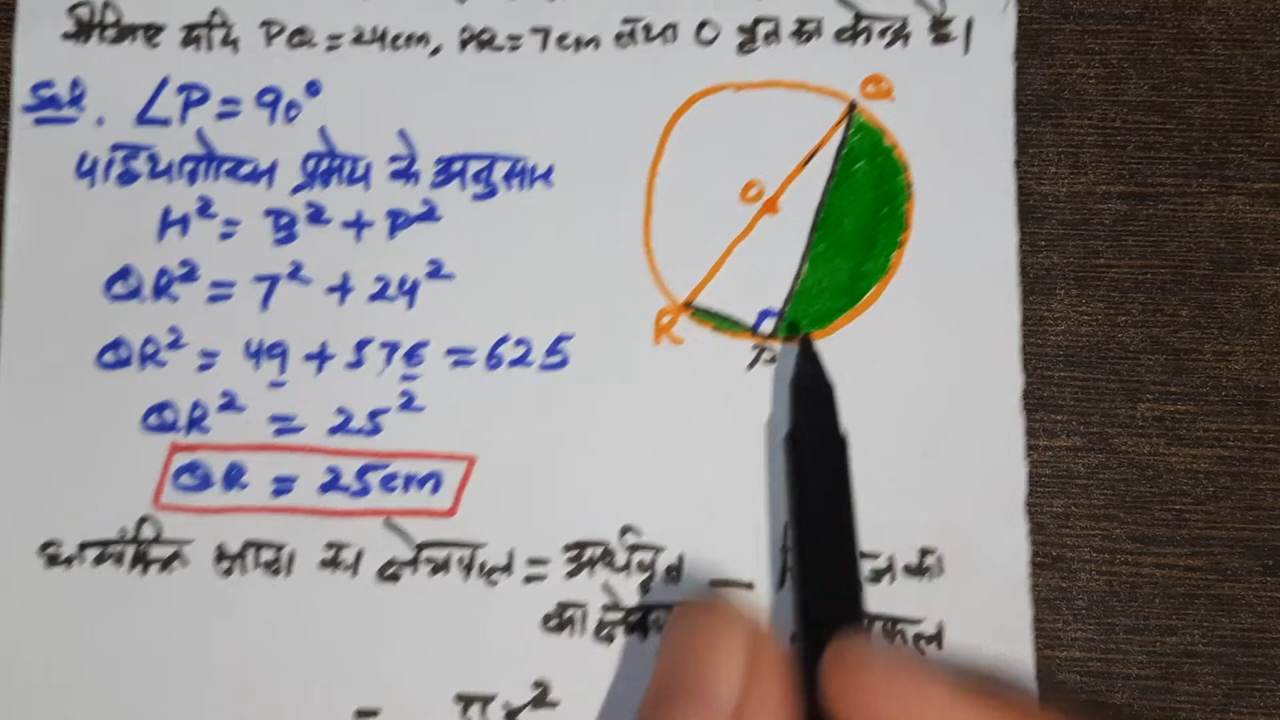 कीजिए यदि PQ = 24cm, PR = 7cm तथा O वृत का केन्द्र है।
Sol. ∠P = 90°
पाइथागोरस प्रमेय के अनुसार
H² = B² + P²
QR² = 7² + 24²
QR² = 49 + 576 = 625
QR² = 25²
QR = 25cm
Q
O
R
P
छायांकित भाग का क्षेत्रफल = अर्धवृत —
का
= πr²